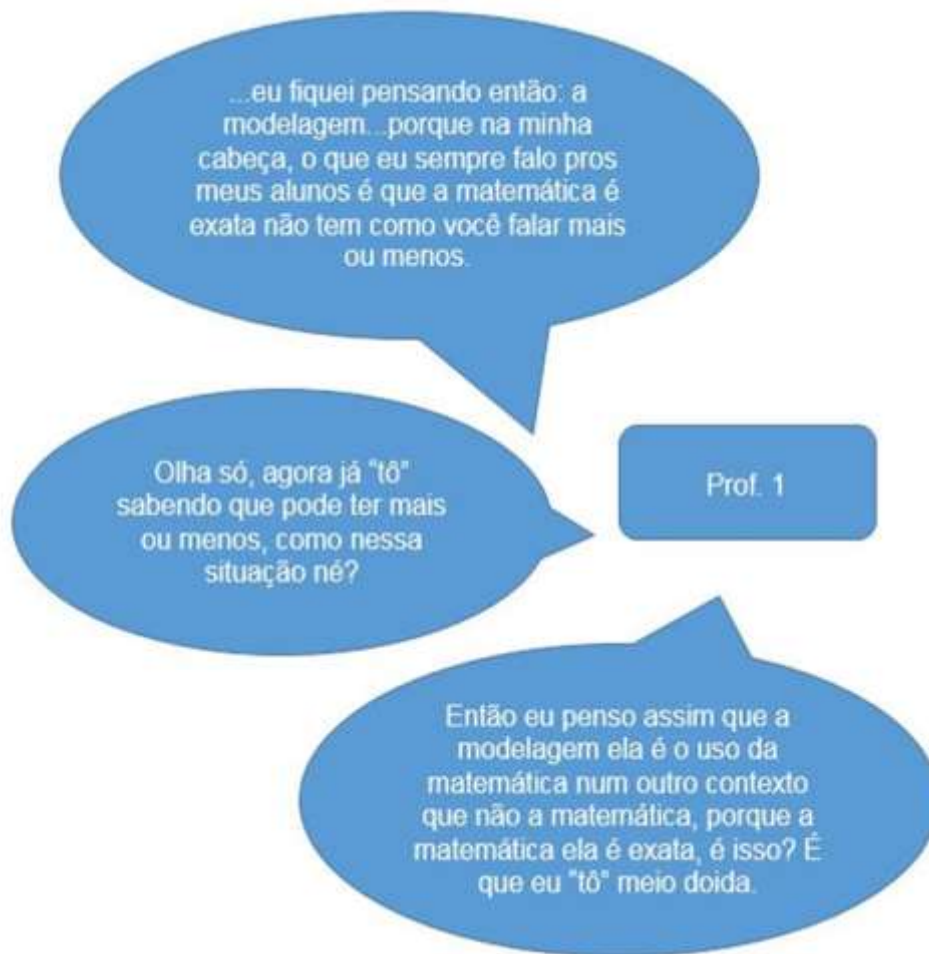 ...eu fiquei pensando então: a
modelagem...porque na minha
cabeça, o que eu sempre falo pros
meus alunos é que a matemática é
exata não tem como você falar mais
ou menos.
Olha só, agora já "tô"
sabendo que pode ter mais
ou menos, como nessa
situação né?
Prof. 1
Então eu penso assim que a
modelagem ela é o uso da
matemática num outro contexto
que não a matemática, porque a
matemática ela é exata, é isso? É
que eu "tô" meio doida.